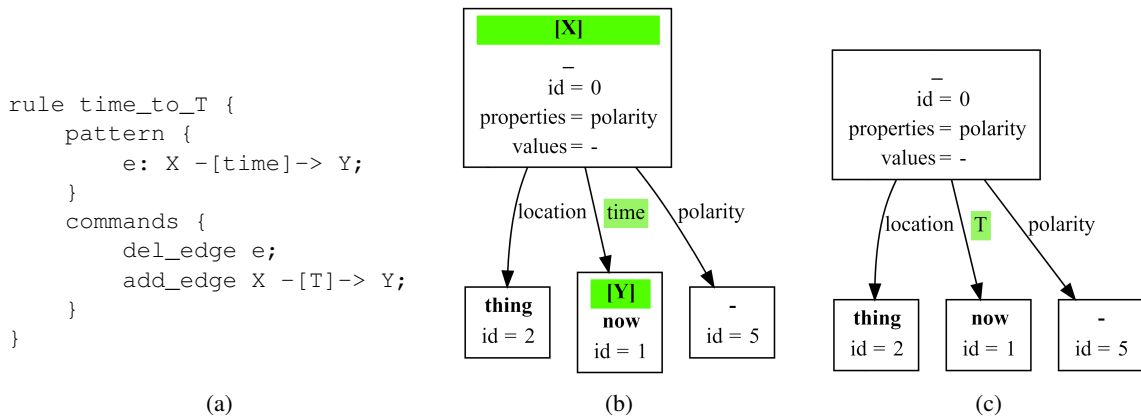 rule time_to_T {
pattern {
e: X -[time]-> Y;
}
commands {
del_edge e;
add_edge X -[T]-> Y;
}
}
(a)
[X]
_
id = 0
properties = polarity
values = -
location
time
polarity
thing
id = 2
[Y]
now
id = 1
-
id = 5
(b)
_
id = 0
properties = polarity
values = -
location
T
polarity
thing
id = 2
now
id = 1
-
id = 5
(c)